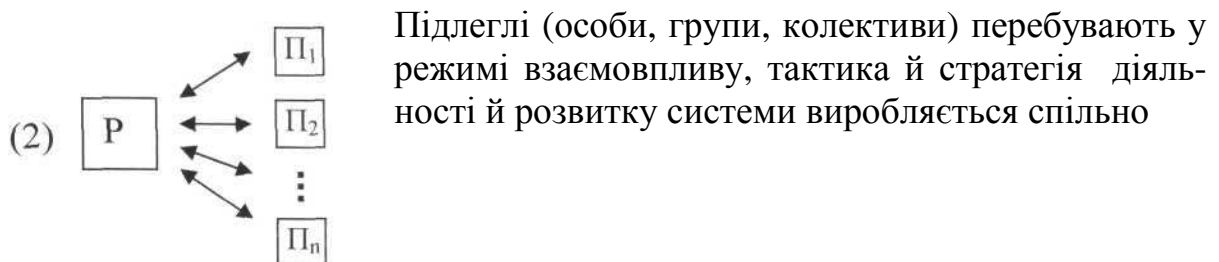 Підлеглі (особи, групи, колективи) перебувають у
режимі взаємовпливу, тактика й стратегія діяль-
ності й розвитку системи виробляється спільно
(2) Р
П₁
П₂
⋮
Пₙ